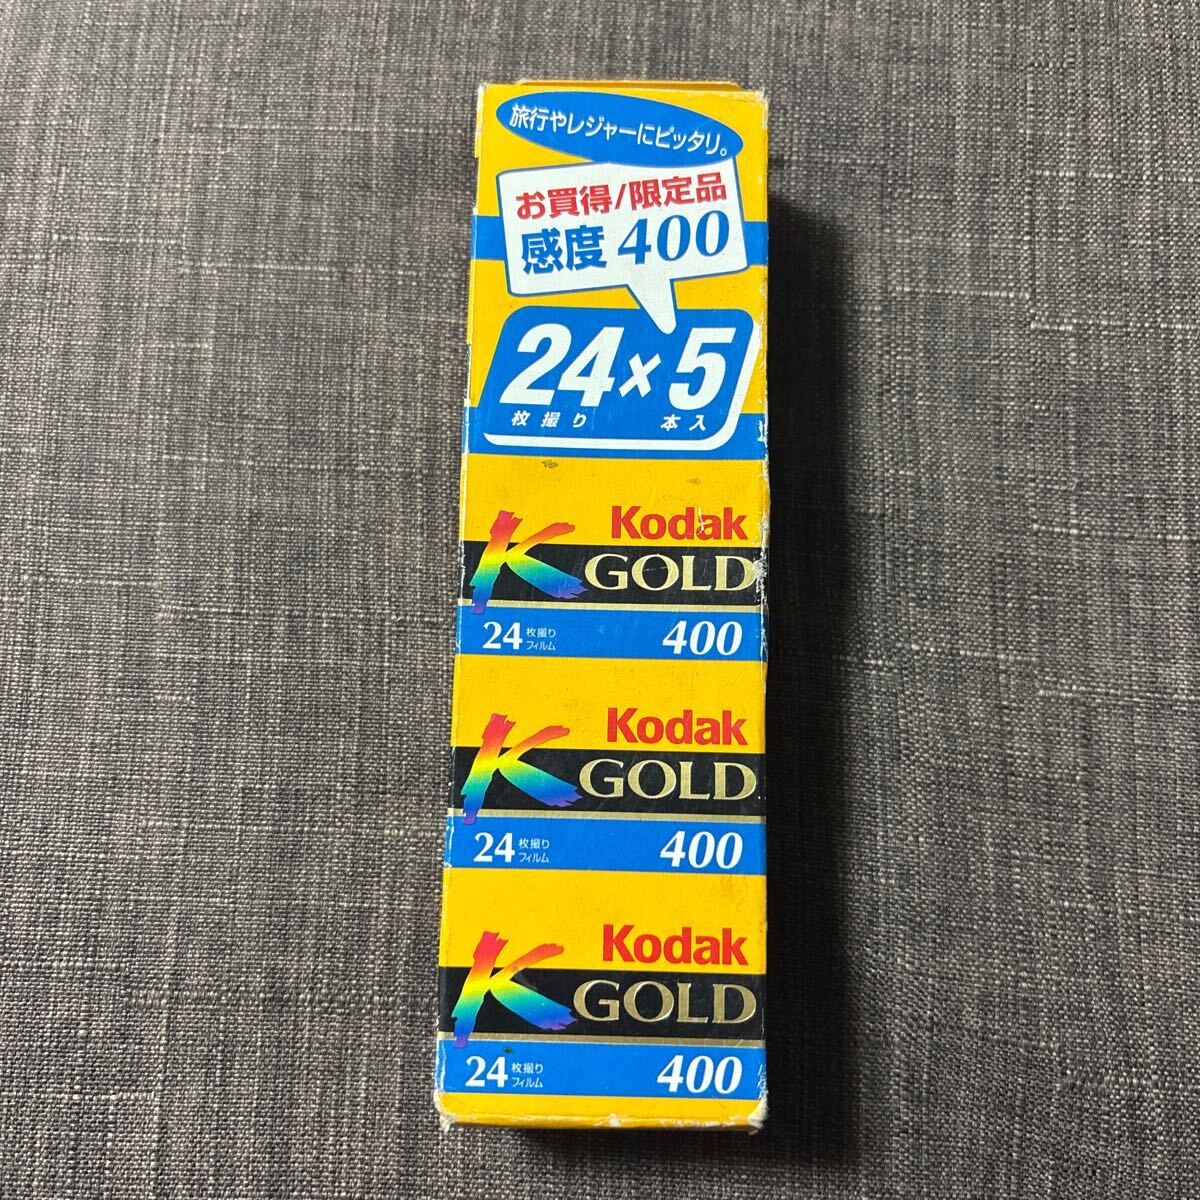 旅行やレジャーにピッタリ。
お買得/限定品
感度 400
24×5
枚撮り 本入
Kodak
K GOLD
24 枚撮り
フィルム
400
Kodak
K GOLD
24 枚撮り
フィルム
400
Kodak
K GOLD
24 枚撮り
フィルム
400